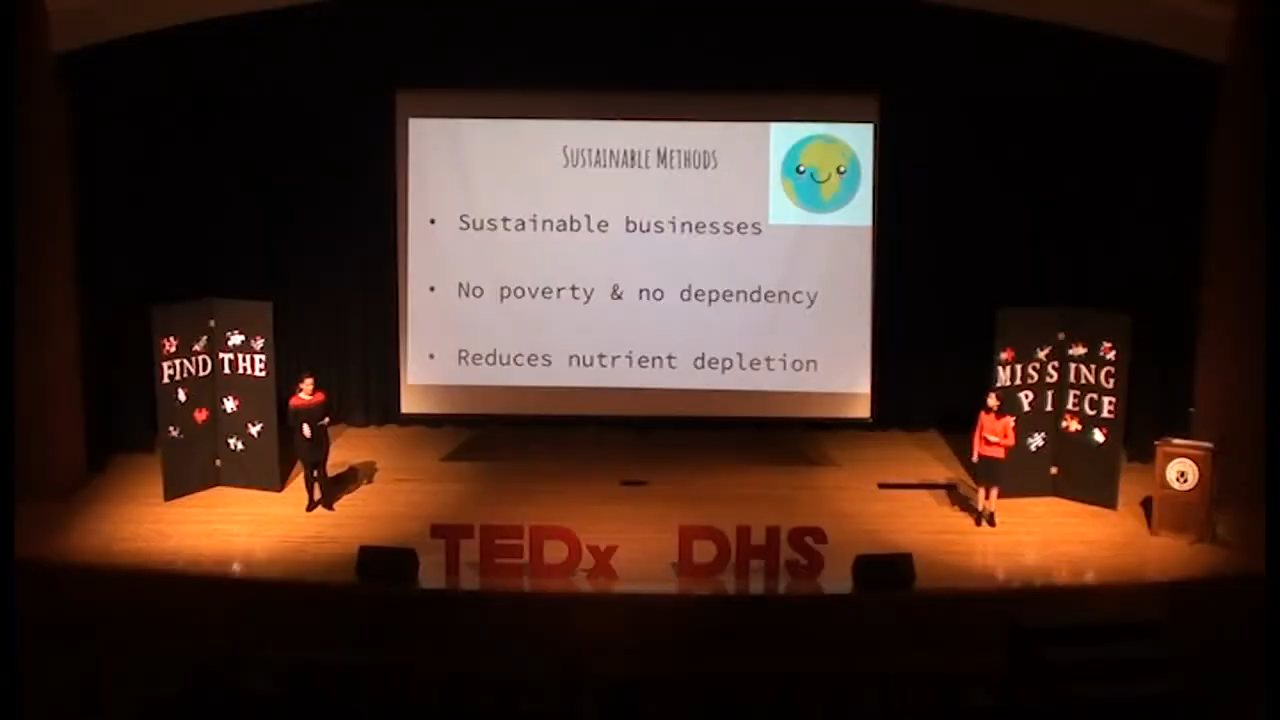 SUSTAINABLE METHODS
• Sustainable businesses
• No poverty & no dependency
• Reduces nutrient depletion
FIND THE
MISSING
PIECE
TEDx DHS